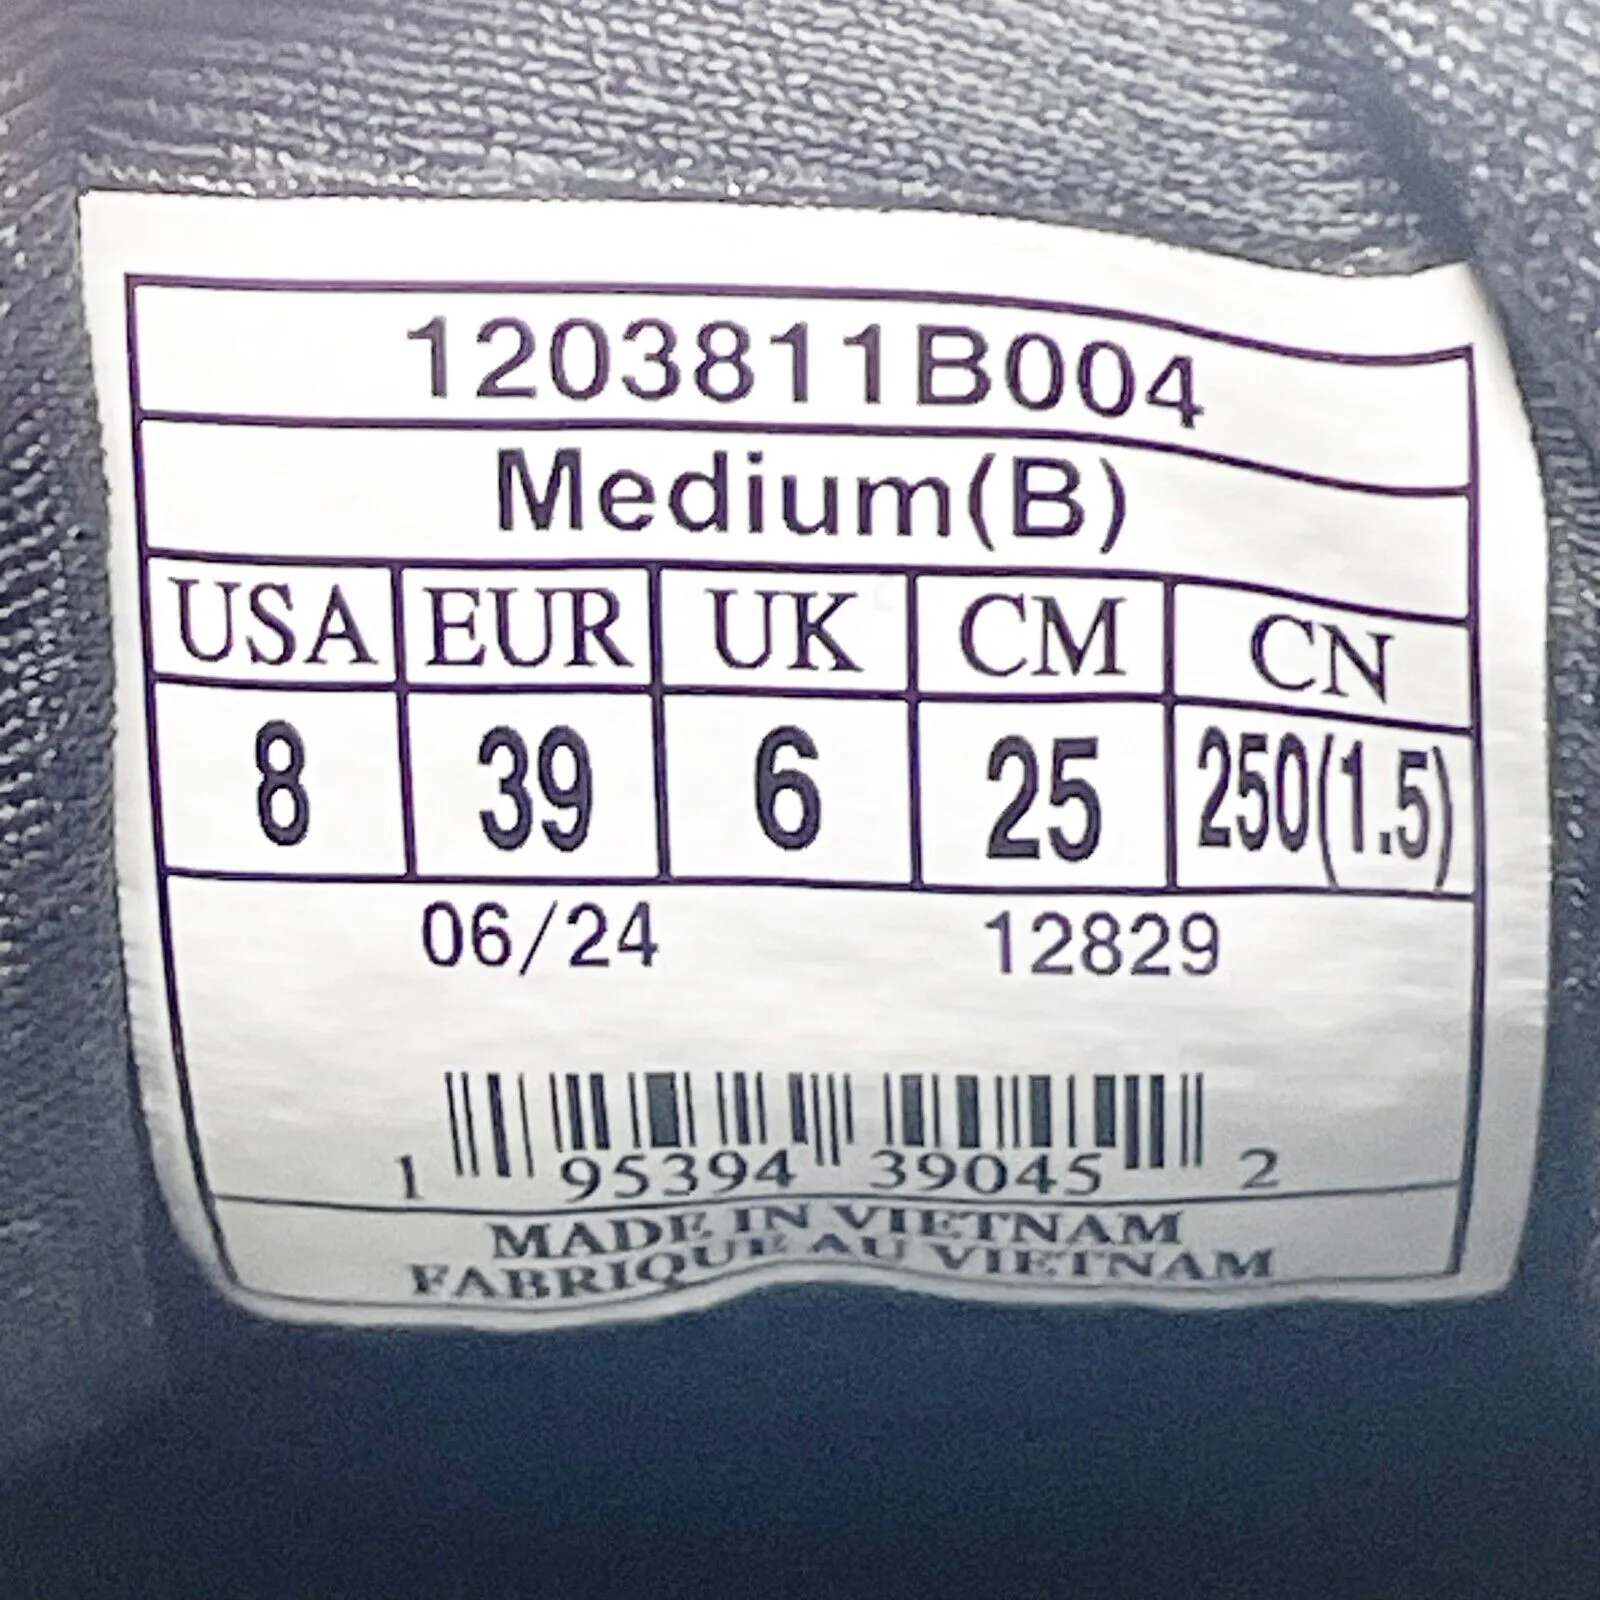 1203811B004
Medium(B)
USA EUR UK CM CN
8 39 6 25 250(1.5)
06/24 12829
1 95394 39045 2
MADE IN VIETNAM
FABRIQUE AU VIETNAM